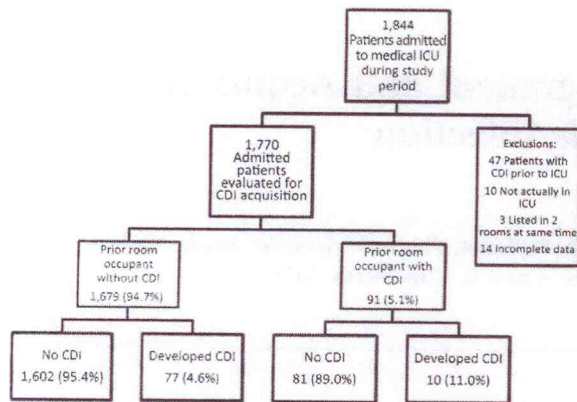 1,844
Patients admitted
to medical ICU
during study
period
1,770
Admitted
patients
evaluated for
CDI acquisition
Exclusions:
47 Patients with
CDI prior to ICU
10 Not actually in
ICU
3 Listed in 2
rooms at same time
14 Incomplete data
Prior room
occupant
without CDI
1,679 (94.7%)
Prior room
occupant with
CDI
91 (5.1%)
No CDI
1,602 (95.4%)
Developed CDI
77 (4.6%)
No CDI
81 (89.0%)
Developed CDI
10 (11.0%)